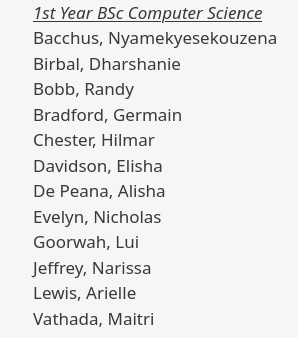 1st Year BSc Computer Science
Bacchus, Nyamekyesekouzena
Birbal, Dharshanie
Bobb, Randy
Bradford, Germain
Chester, Hilmar
Davidson, Elisha
De Peana, Alisha
Evelyn, Nicholas
Goorwah, Lui
Jeffrey, Narissa
Lewis, Arielle
Vathada, Maitri